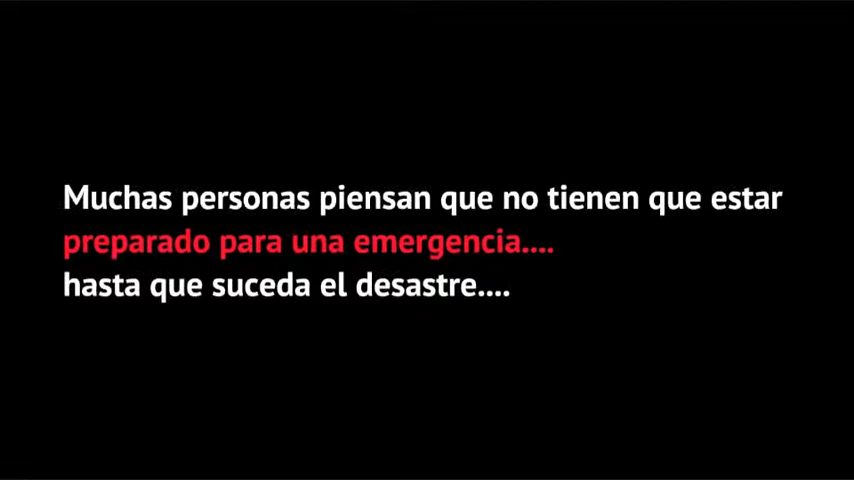 Muchas personas piensan que no tienen que estar
preparado para una emergencia....
hasta que suceda el desastre....